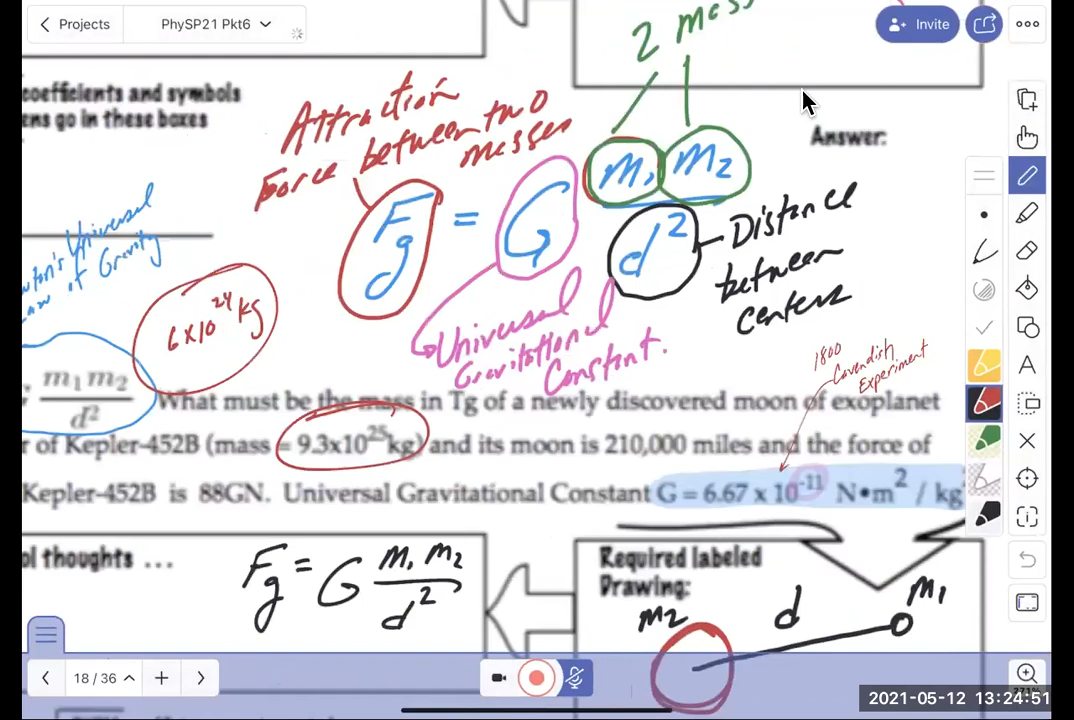 Projects
PhySP21 Pkt6
Invite
2 mass
coefficients and symbols
ens go in these boxes
Attraction
Force between two
masses
Answer:
m1 m2
Fg = G
d2
Distance
between
centers
wton's Universal
Law of Gravity
6x10 24 kg
Universal
Gravitational
Constant.
1800
Cavendish
Experiment
m1 m2
d2
What must be the mass in Tg of a newly discovered moon of exoplanet
r of Kepler-452B (mass = 9.3x10 25 kg) and its moon is 210,000 miles and the force of
Kepler-452B is 88GN. Universal Gravitational Constant G = 6.67 x 10 -11 N•m2 / kg
ol thoughts ...
Fg = G m1 m2
d2
Required labeled
Drawing:
m2
d
m1
18 / 36
271%
2021-05-12 13:24:51